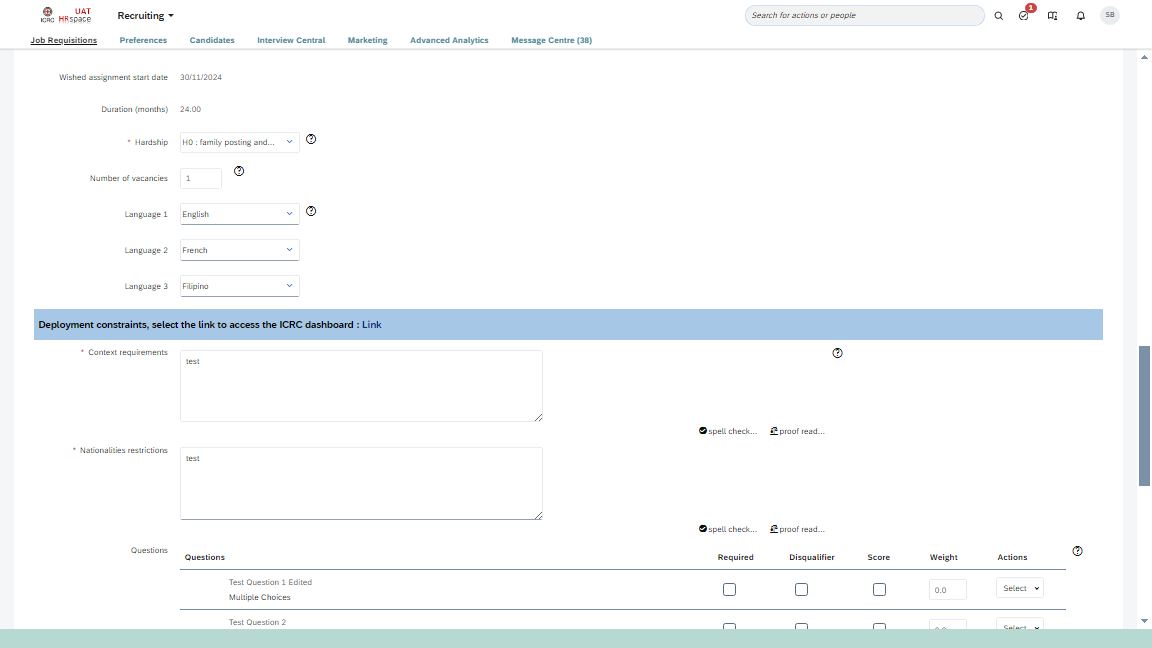 ICRC
UAT
HRspace
Recruiting
Search for actions or people
1
SB
Job Requisitions
Preferences
Candidates
Interview Central
Marketing
Advanced Analytics
Message Centre (38)
Wished assignment start date 30/11/2024
Duration (months) 24.00
* Hardship H0 : family posting and...
Number of vacancies 1
Language 1 English
Language 2 French
Language 3 Filipino
Deployment constraints, select the link to access the ICRC dashboard : Link
* Context requirements test
spell check... proof read...
* Nationalities restrictions test
spell check... proof read...
Questions
Questions Required Disqualifier Score Weight Actions
Test Question 1 Edited
Multiple Choices
0.0 Select
Test Question 2
0.0 Select